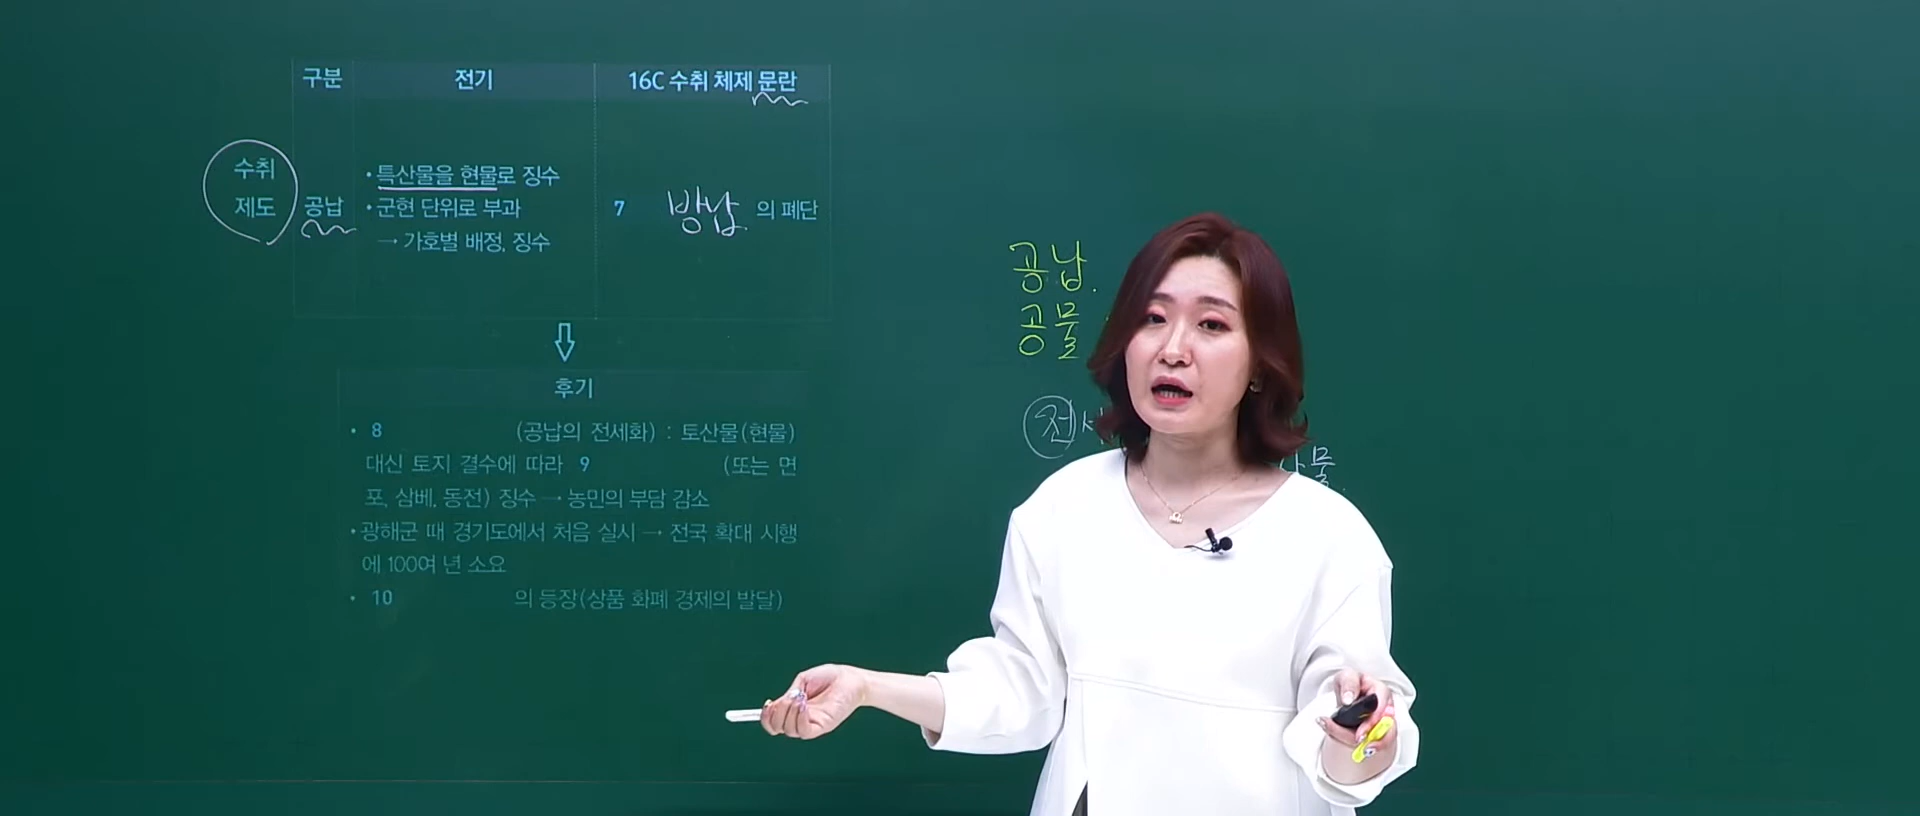 구분 전기 16C 수취 체제 문란
수취
제도
공납
• 특산물을 현물로 징수
• 군현 단위로 부과
→ 가호별 배정, 징수
7 방납 의 폐단
후기
• 8 (공납의 전세화) : 토산물(현물)
대신 토지 결수에 따라 9 (또는 면
포, 삼베, 동전) 징수 → 농민의 부담 감소
• 광해군 때 경기도에서 처음 실시 → 전국 확대 시행
에 100여 년 소요
• 10 의 등장(상품 화폐 경제의 발달)
공납.
공물
전세
물